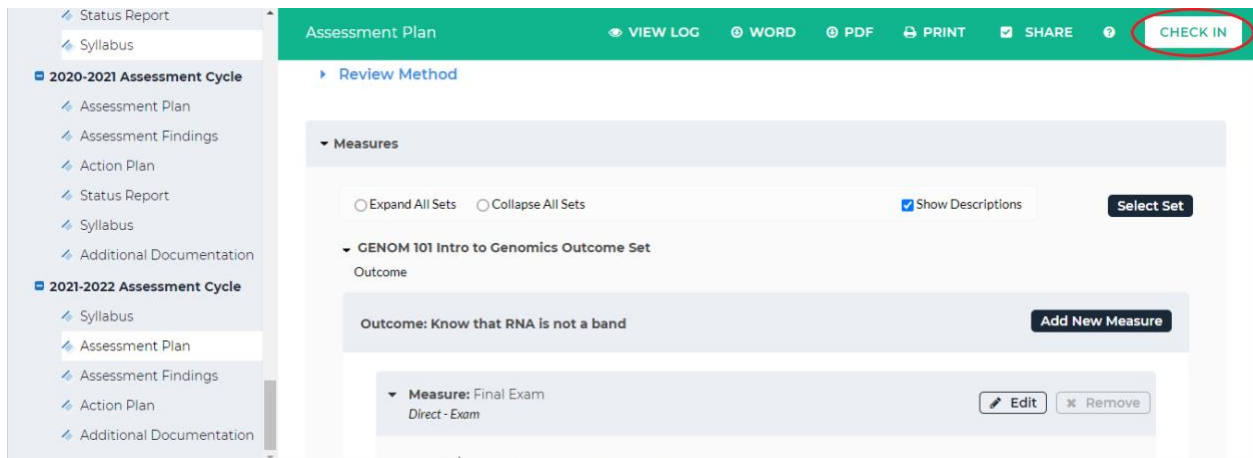 Status Report
Syllabus
2020-2021 Assessment Cycle
Assessment Plan
Assessment Findings
Action Plan
Status Report
Syllabus
Additional Documentation
2021-2022 Assessment Cycle
Syllabus
Assessment Plan
Assessment Findings
Action Plan
Additional Documentation
Assessment Plan VIEW LOG WORD PDF PRINT SHARE ? CHECK IN
Review Method
Measures
Expand All Sets Collapse All Sets Show Descriptions Select Set
GENOM 101 Intro to Genomics Outcome Set
Outcome
Outcome: Know that RNA is not a band Add New Measure
Measure: Final Exam Edit Remove
Direct - Exam